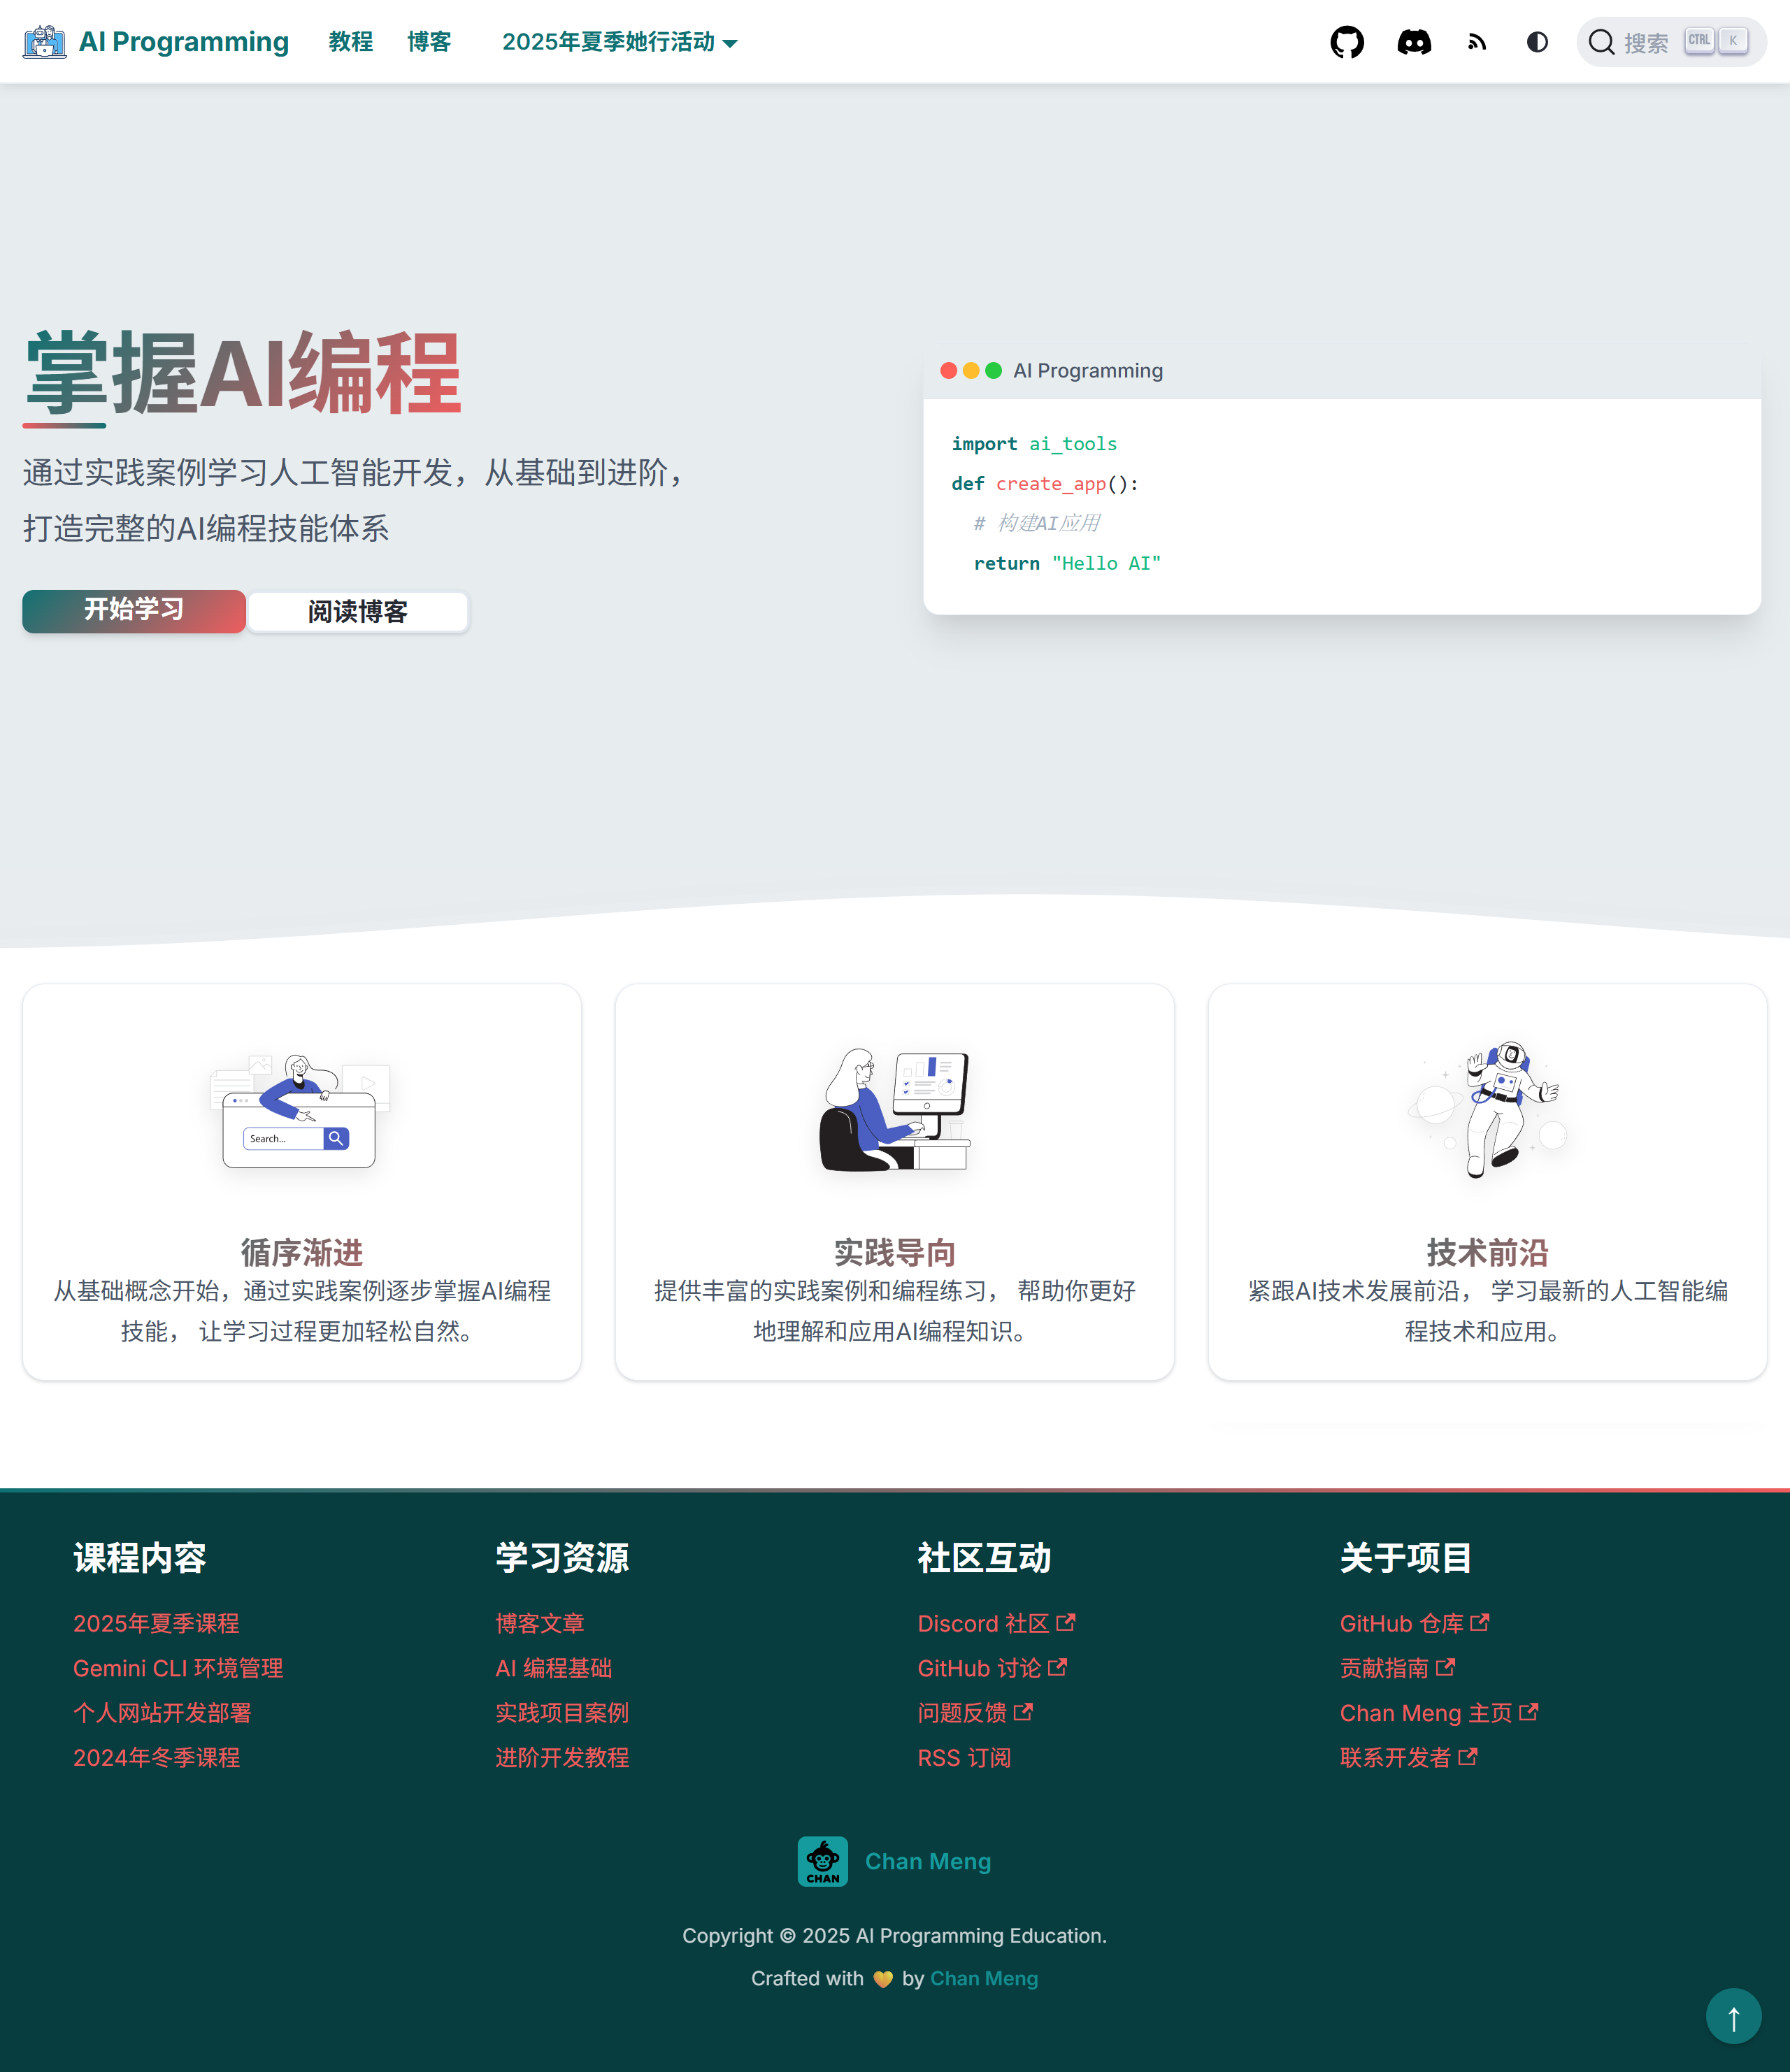 AI Programming 教程 博客 2025年夏季她行活动 搜索 CTRL K
掌握AI编程
通过实践案例学习人工智能开发，从基础到进阶，
打造完整的AI编程技能体系
开始学习 阅读博客
AI Programming
import ai_tools
def create_app():
# 构建AI应用
return "Hello AI"
Search...
循序渐进
从基础概念开始，通过实践案例逐步掌握AI编程
技能， 让学习过程更加轻松自然。
实践导向
提供丰富的实践案例和编程练习， 帮助你更好
地理解和应用AI编程知识。
技术前沿
紧跟AI技术发展前沿， 学习最新的人工智能编
程技术和应用。
课程内容
2025年夏季课程
Gemini CLI 环境管理
个人网站开发部署
2024年冬季课程
学习资源
博客文章
AI 编程基础
实践项目案例
进阶开发教程
社区互动
Discord 社区
GitHub 讨论
问题反馈
RSS 订阅
关于项目
GitHub 仓库
贡献指南
Chan Meng 主页
联系开发者
CHAN
Chan Meng
Copyright © 2025 AI Programming Education.
Crafted with 💛 by Chan Meng
↑